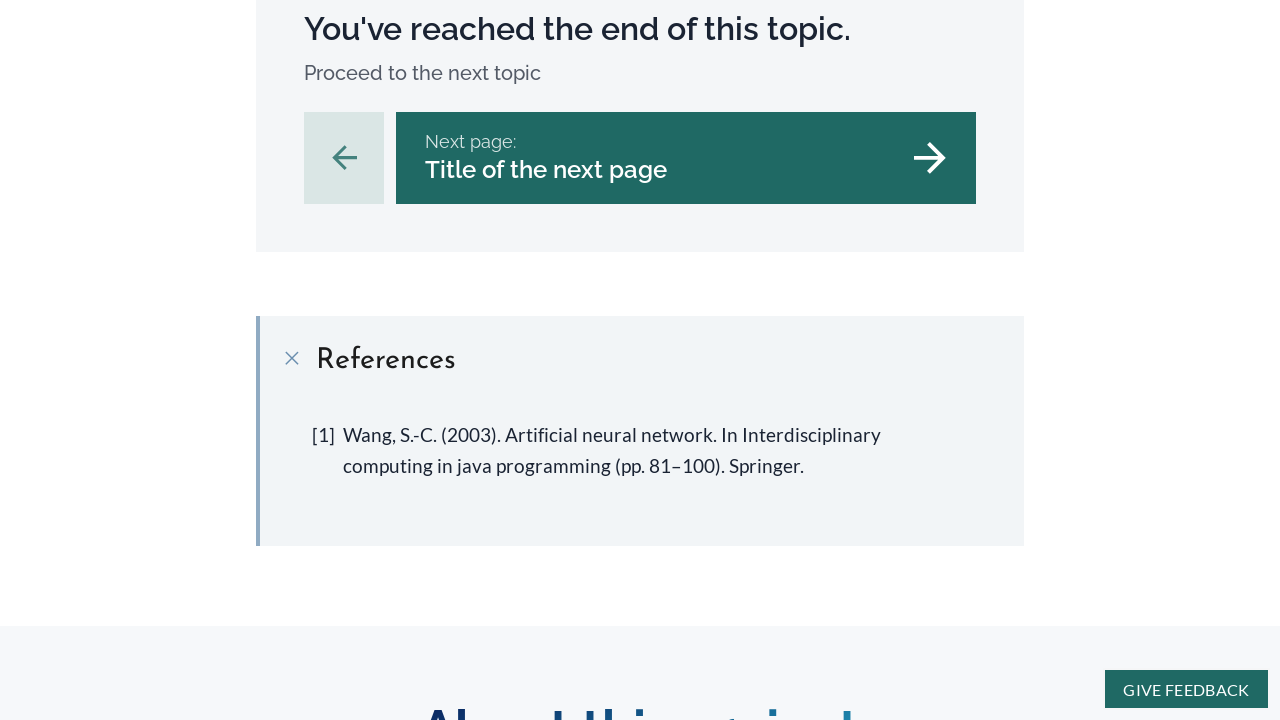 You've reached the end of this topic.
Proceed to the next topic
Next page:
Title of the next page
References
[1] Wang, S.-C. (2003). Artificial neural network. In Interdisciplinary
computing in java programming (pp. 81–100). Springer.
GIVE FEEDBACK